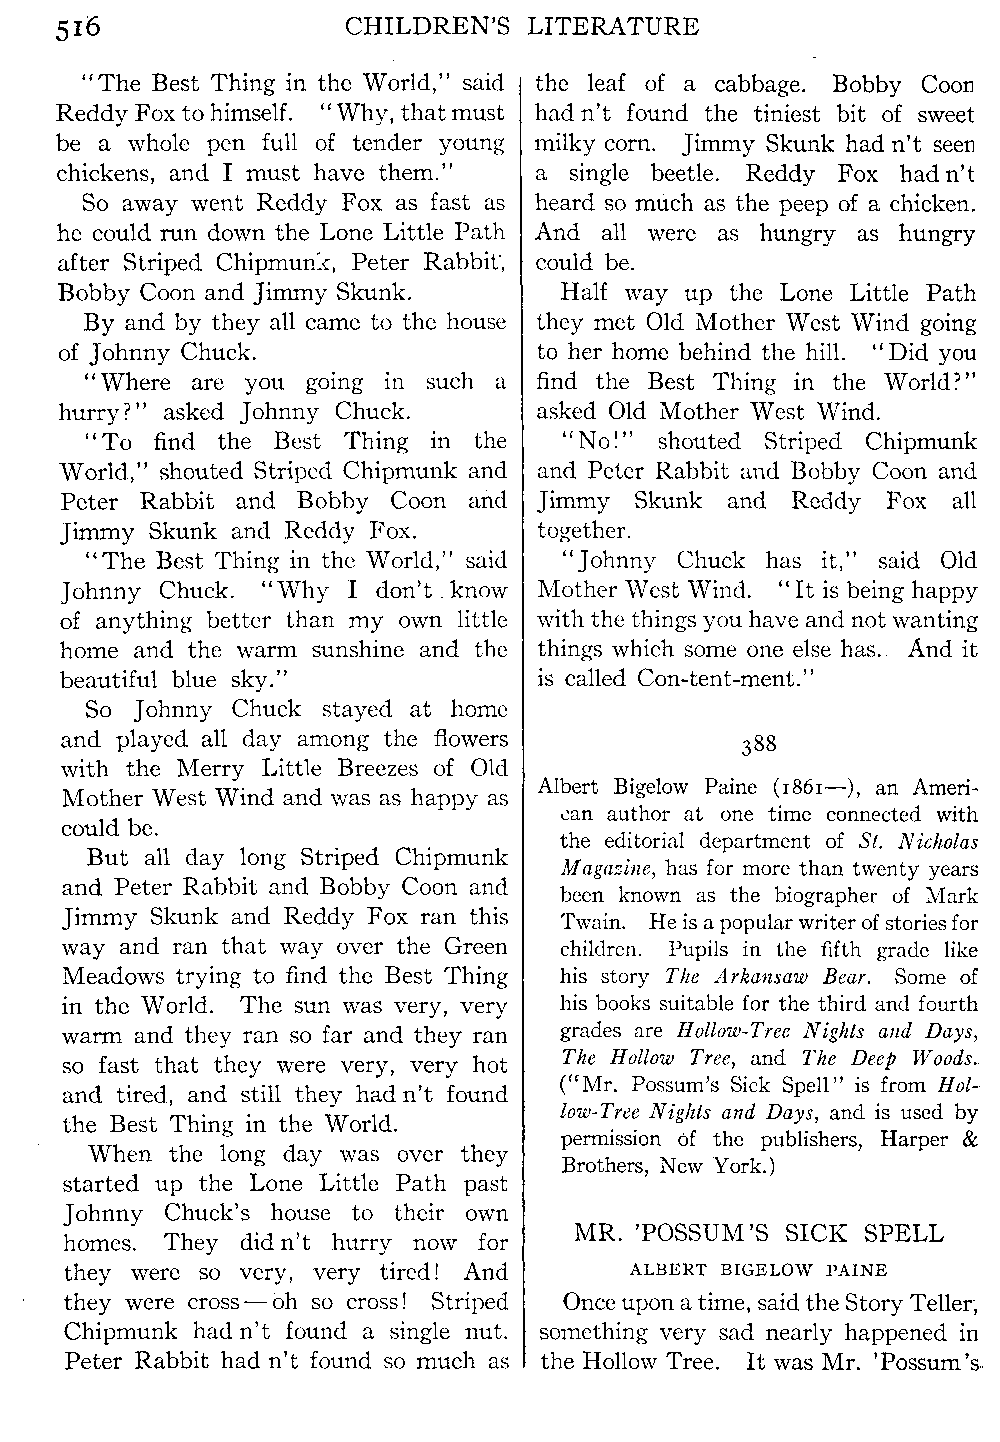 516 CHILDREN'S LITERATURE
"The Best Thing in the World," said
Reddy Fox to himself. "Why, that must
be a whole pen full of tender young
chickens, and I must have them."
So away went Reddy Fox as fast as
he could run down the Lone Little Path
after Striped Chipmunk, Peter Rabbit,
Bobby Coon and Jimmy Skunk.
By and by they all came to the house
of Johnny Chuck.
"Where are you going in such a
hurry?" asked Johnny Chuck.
"To find the Best Thing in the
World," shouted Striped Chipmunk and
Peter Rabbit and Bobby Coon and
Jimmy Skunk and Reddy Fox.
"The Best Thing in the World," said
Johnny Chuck. "Why I don't know
of anything better than my own little
home and the warm sunshine and the
beautiful blue sky."
So Johnny Chuck stayed at home
and played all day among the flowers
with the Merry Little Breezes of Old
Mother West Wind and was as happy as
could be.
But all day long Striped Chipmunk
and Peter Rabbit and Bobby Coon and
Jimmy Skunk and Reddy Fox ran this
way and ran that way over the Green
Meadows trying to find the Best Thing
in the World. The sun was very, very
warm and they ran so far and they ran
so fast that they were very, very hot
and tired, and still they had n't found
the Best Thing in the World.
When the long day was over they
started up the Lone Little Path past
Johnny Chuck's house to their own
homes. They did n't hurry now for
they were so very, very tired! And
they were cross—oh so cross! Striped
Chipmunk had n't found a single nut.
Peter Rabbit had n't found so much as
the leaf of a cabbage. Bobby Coon
had n't found the tiniest bit of sweet
milky corn. Jimmy Skunk had n't seen
a single beetle. Reddy Fox had n't
heard so much as the peep of a chicken.
And all were as hungry as hungry
could be.
Half way up the Lone Little Path
they met Old Mother West Wind going
to her home behind the hill. "Did you
find the Best Thing in the World?"
asked Old Mother West Wind.
"No!" shouted Striped Chipmunk
and Peter Rabbit and Bobby Coon and
Jimmy Skunk and Reddy Fox all
together.
"Johnny Chuck has it," said Old
Mother West Wind. "It is being happy
with the things you have and not wanting
things which some one else has. And it
is called Con-tent-ment."
388
Albert Bigelow Paine (1861—), an Ameri-
can author at one time connected with
the editorial department of St. Nicholas
Magazine, has for more than twenty years
been known as the biographer of Mark
Twain. He is a popular writer of stories for
children. Pupils in the fifth grade like
his story The Arkansaw Bear. Some of
his books suitable for the third and fourth
grades are Hollow-Tree Nights and Days,
The Hollow Tree, and The Deep Woods.
("Mr. Possum's Sick Spell" is from Hol-
low-Tree Nights and Days, and is used by
permission of the publishers, Harper &
Brothers, New York.)
MR. 'POSSUM'S SICK SPELL
ALBERT BIGELOW PAINE
Once upon a time, said the Story Teller,
something very sad nearly happened in
the Hollow Tree. It was Mr. 'Possum's